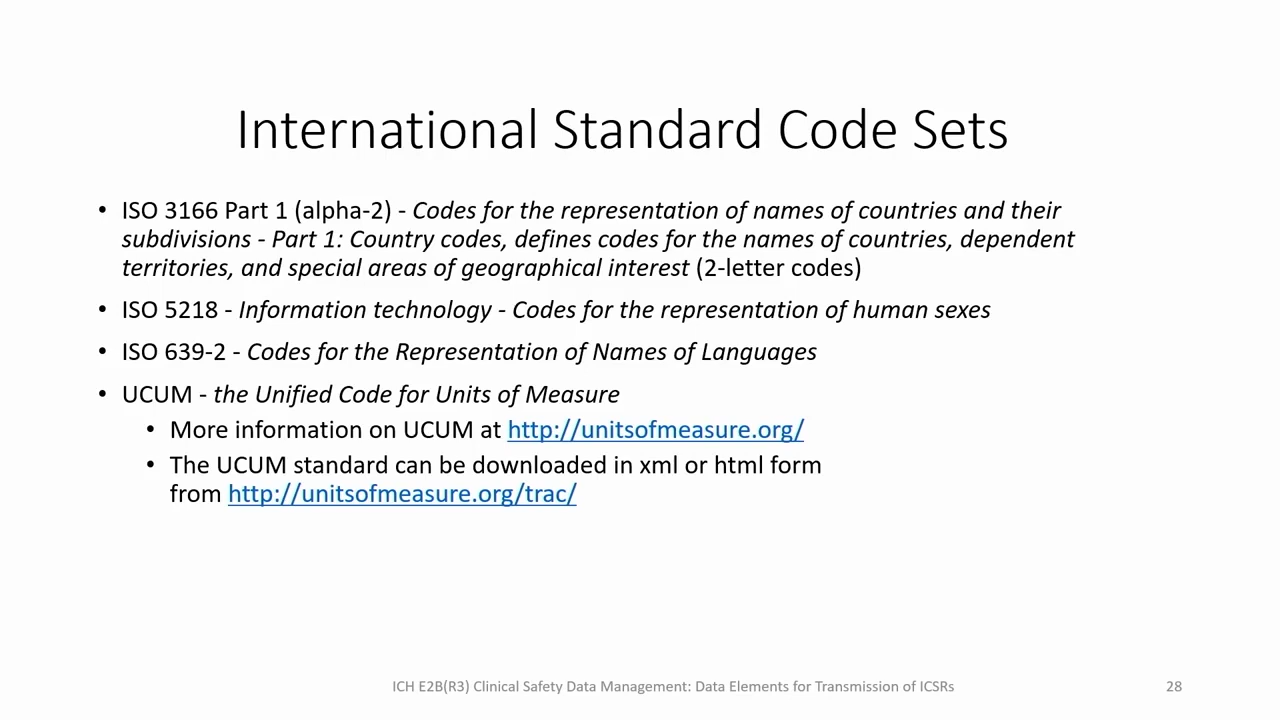 International Standard Code Sets
• ISO 3166 Part 1 (alpha-2) - Codes for the representation of names of countries and their
subdivisions - Part 1: Country codes, defines codes for the names of countries, dependent
territories, and special areas of geographical interest (2-letter codes)
• ISO 5218 - Information technology - Codes for the representation of human sexes
• ISO 639-2 - Codes for the Representation of Names of Languages
• UCUM - the Unified Code for Units of Measure
• More information on UCUM at http://unitsofmeasure.org/
• The UCUM standard can be downloaded in xml or html form
from http://unitsofmeasure.org/trac/
ICH E2B(R3) Clinical Safety Data Management: Data Elements for Transmission of ICSRs
28